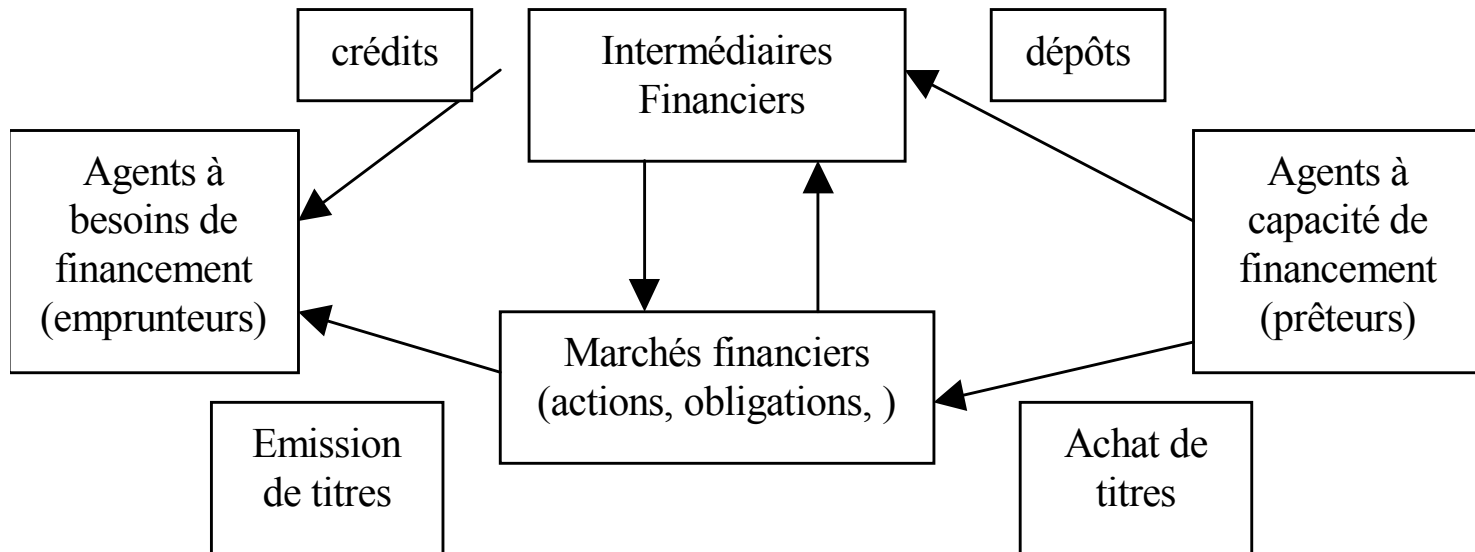 crédits
Intermédiaires
Financiers
dépôts
Agents à
besoins de
financement
(emprunteurs)
Agents à
capacité de
financement
(prêteurs)
Marchés financiers
(actions, obligations, )
Emission
de titres
Achat de
titres